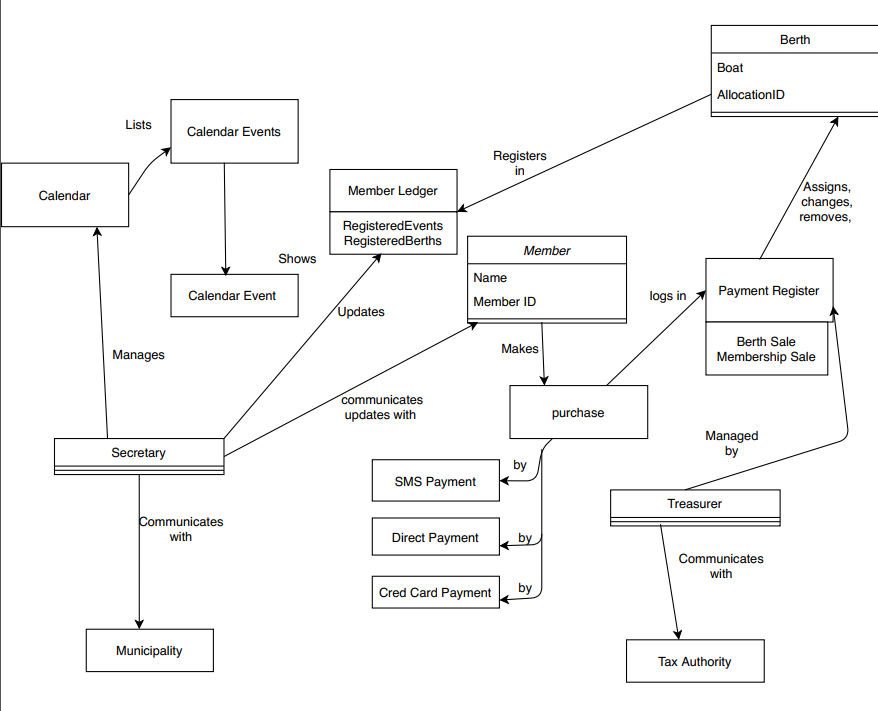 Berth
Boat
AllocationID
Lists
Calendar Events
Registers
in
Calendar
Member Ledger
Assigns,
changes,
removes,
RegisteredEvents
RegisteredBerths
Member
Shows
Name
Member ID
Calendar Event
logs in
Payment Register
Updates
Berth Sale
Membership Sale
Makes
Manages
communicates
updates with
purchase
Managed
by
Secretary
by
SMS Payment
Treasurer
Communicates
with
by
Direct Payment
Communicates
with
by
Cred Card Payment
Municipality
Tax Authority